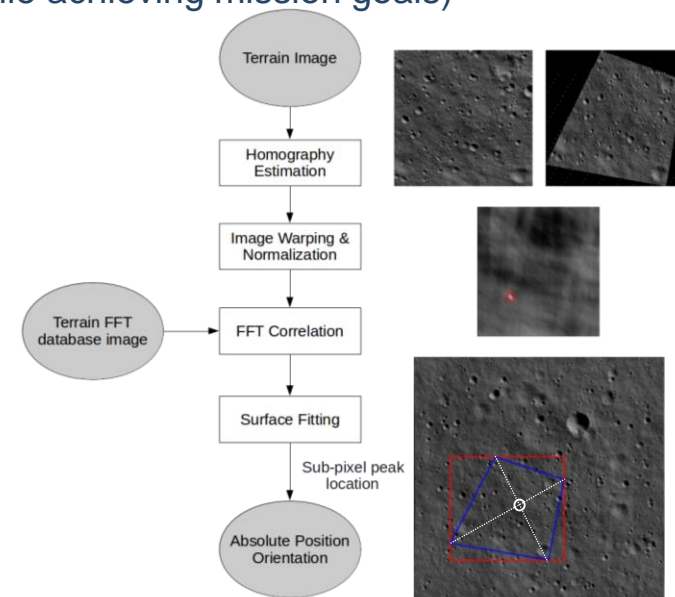 achieving mission goals)
Terrain Image
Homography
Estimation
Image Warping &
Normalization
Terrain FFT
database image
FFT Correlation
Surface Fitting
Sub-pixel peak
location
Absolute Position
Orientation